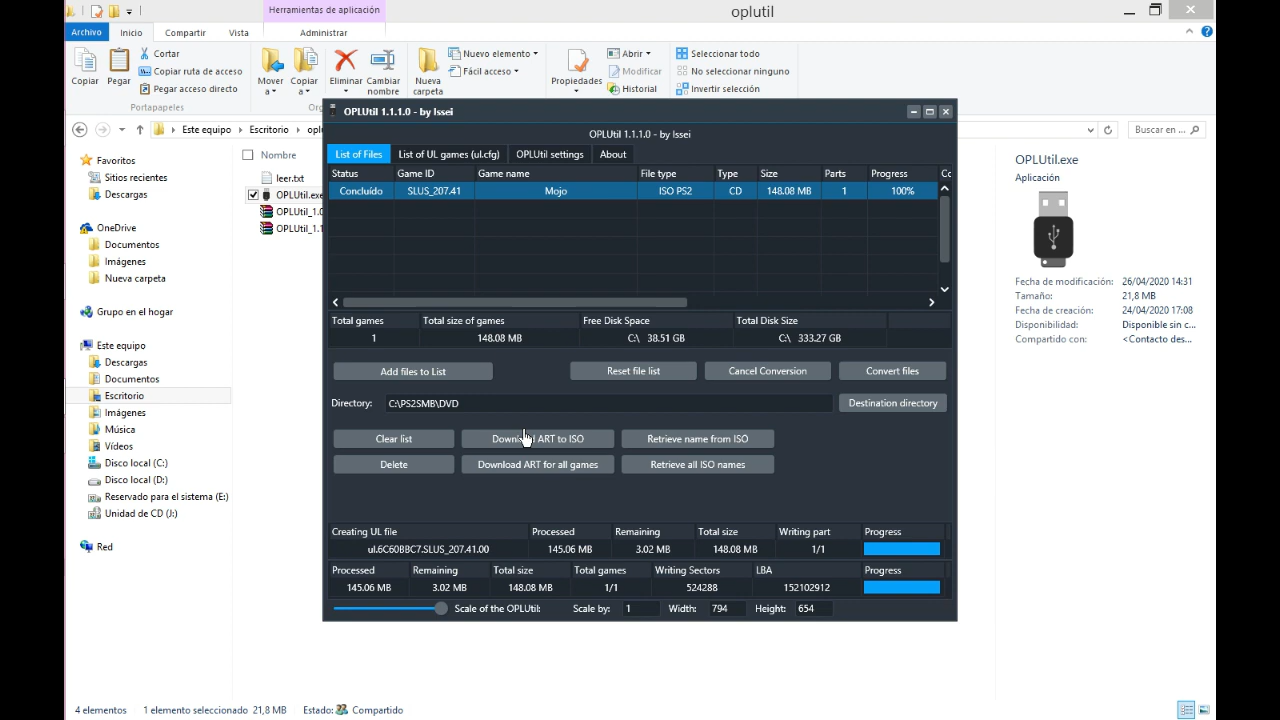 Herramientas de aplicación
oplutil
Archivo
Inicio
Compartir
Vista
Administrar
Copiar
Pegar
Cortar
Copiar ruta de acceso
Pegar acceso directo
Portapapeles
Mover a
Copiar a
Eliminar
Cambiar nombre
Org
Nueva carpeta
Nuevo elemento
Fácil acceso
Propiedades
Abrir
Modificar
Historial
Seleccionar todo
No seleccionar ninguno
Invertir selección
Este equipo
Escritorio
Buscar en ...
Favoritos
Sitios recientes
Descargas
OneDrive
Documentos
Imágenes
Nueva carpeta
Grupo en el hogar
Este equipo
Descargas
Documentos
Escritorio
Imágenes
Música
Vídeos
Disco local (C:)
Disco local (D:)
Reservado para el sistema (E:)
Unidad de CD (J:)
Red
Nombre
leer.txt
OPLUtil.exe
OPLUtil_1.0
OPLUtil_1.1
OPLUtil 1.1.1.0 - by Issei
OPLUtil 1.1.1.0 - by Issei
List of Files
List of UL games (ul.cfg)
OPLUtil settings
About
Status Game ID Game name File type Type Size Parts Progress Cc
Concluído SLUS_207.41 Mojo ISO PS2 CD 148.08 MB 1 100%
Total games Total size of games Free Disk Space Total Disk Size
1 148.08 MB C:\ 38.51 GB C:\ 333.27 GB
Add files to List
Reset file list
Cancel Conversion
Convert files
Directory: C:\PS2SMB\DVD
Destination directory
Clear list
ART to ISO
Retrieve name from ISO
Delete
Download ART for all games
Retrieve all ISO names
Creating UL file Processed Remaining Total size Writing part Progress
ul.6C60BBC7.SLUS_207.41.00 145.06 MB 3.02 MB 148.08 MB 1/1
Processed Remaining Total size Total games Writing Sectors LBA Progress
145.06 MB 3.02 MB 148.08 MB 1/1 524288 152102912
Scale of the OPLUtil: Scale by: 1 Width: 794 Height: 654
OPLUtil.exe
Aplicación
Fecha de modificación: 26/04/2020 14:31
Tamaño: 21,8 MB
Fecha de creación: 24/04/2020 17:08
Disponibilidad: Disponible sin c...
Compartido con: <Contacto des...
4 elementos
1 elemento seleccionado 21,8 MB
Estado: Compartido